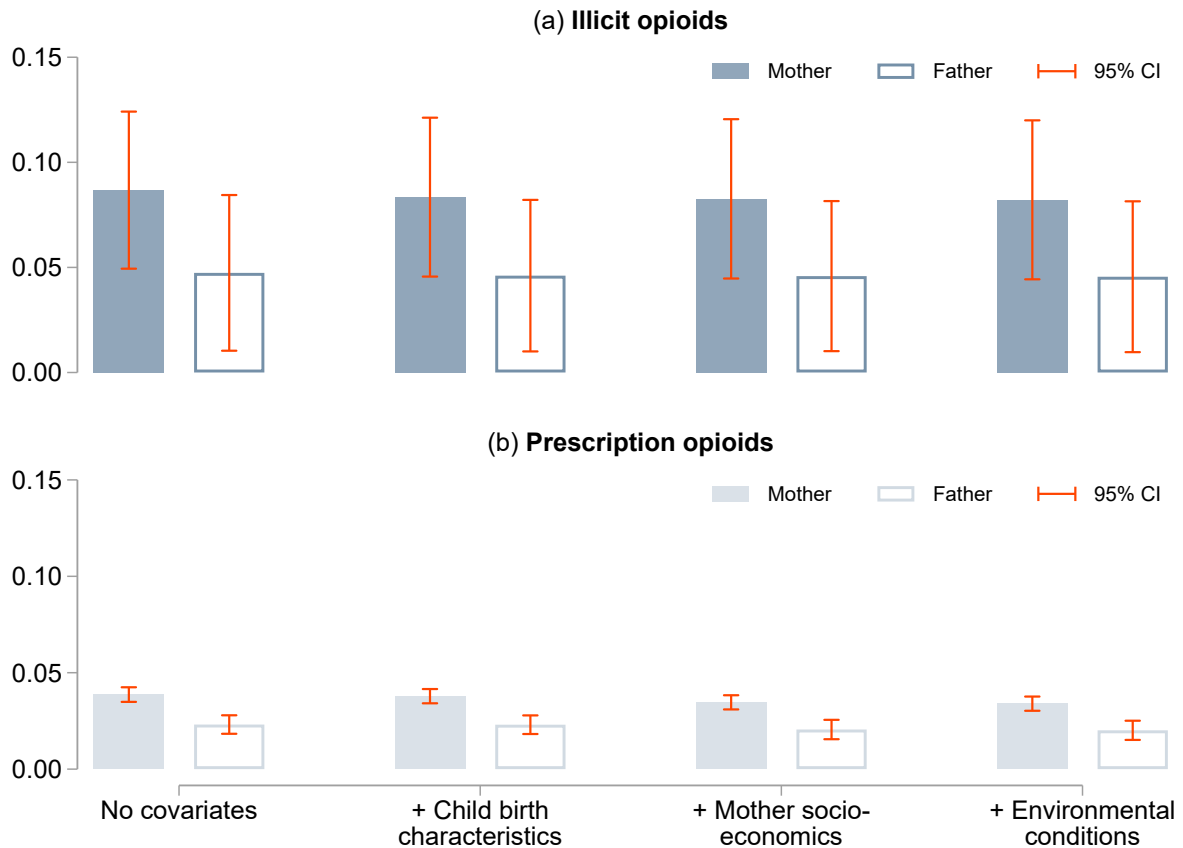 (a) Illicit opioids
0.15
Mother Father 95% CI
0.10
0.05
0.00
(b) Prescription opioids
0.15
Mother Father 95% CI
0.10
0.05
0.00
No covariates
+ Child birth
characteristics
+ Mother socio-
economics
+ Environmental
conditions